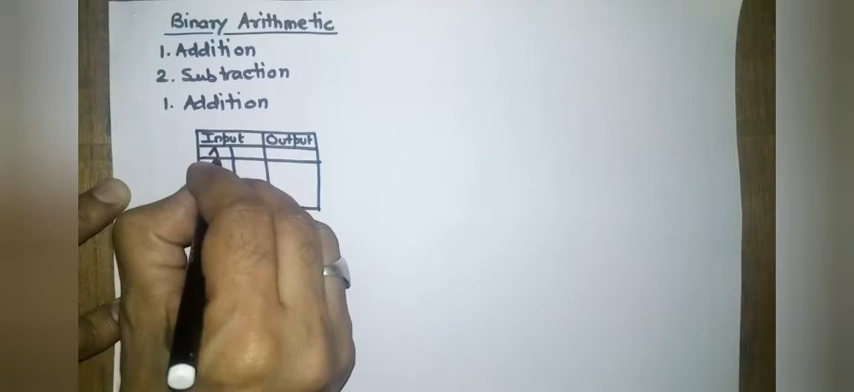 Binary Arithmetic
1. Addition
2. Subtraction
1. Addition
Input Output